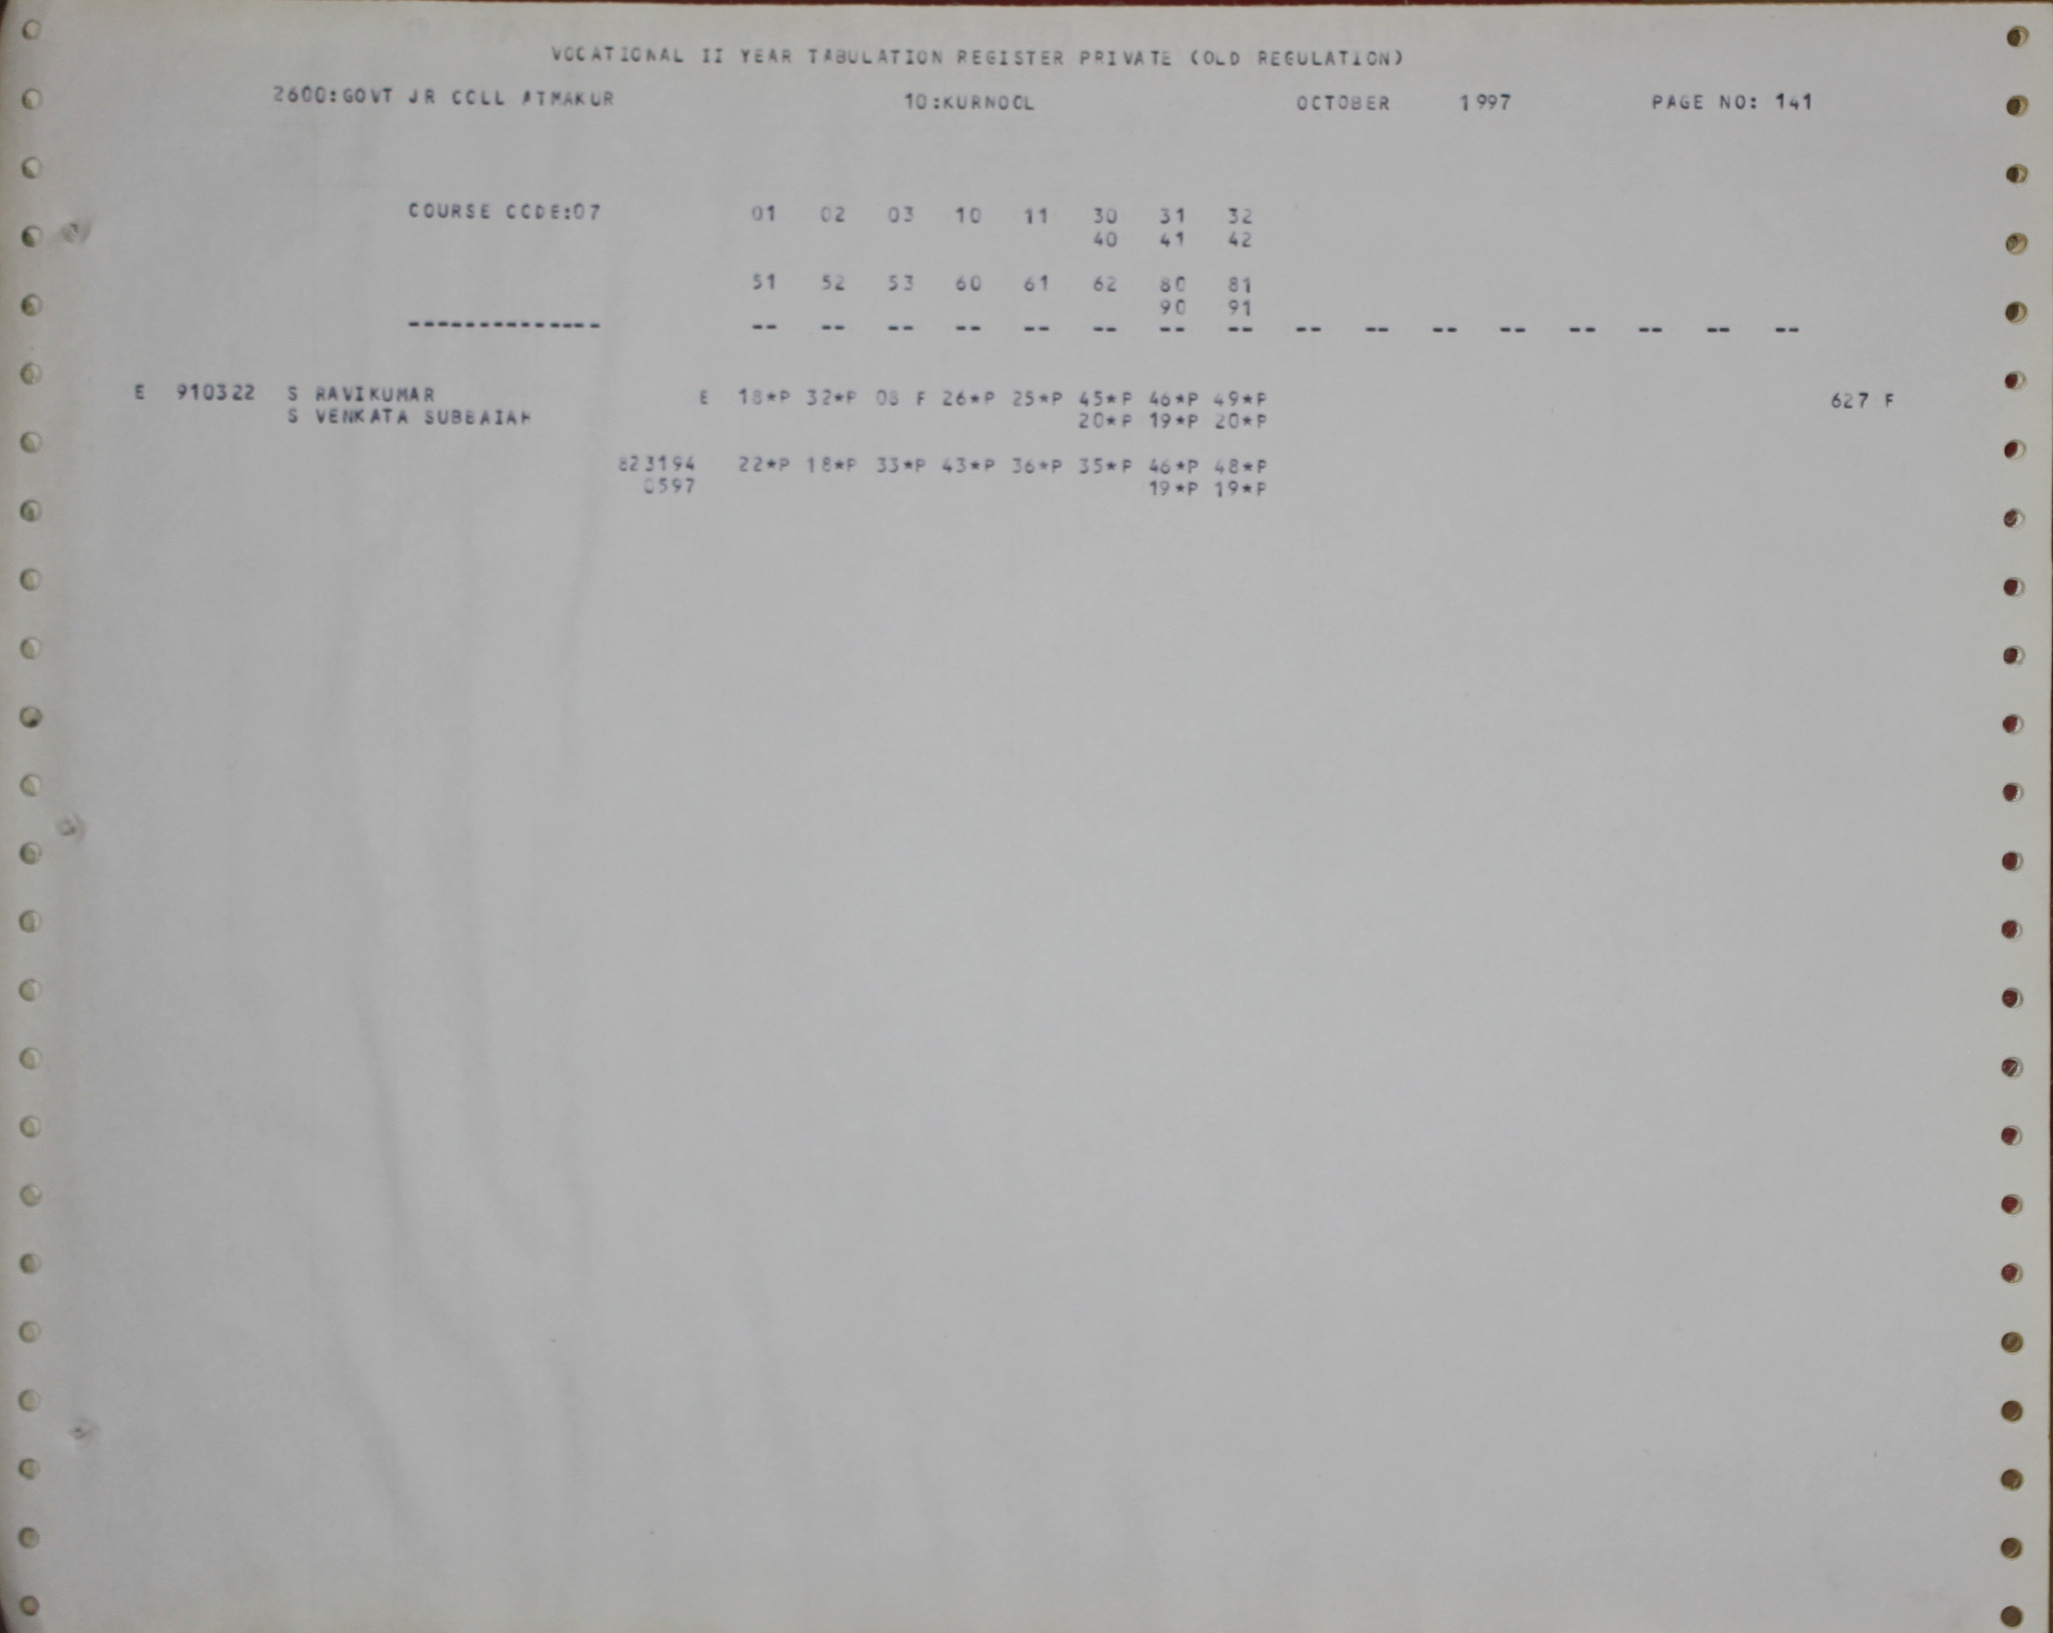 VOCATIONAL II YEAR TABULATION REGISTER PRIVATE (OLD REGULATION)
2600:GOVT JR COLL ATMAKUR 10:KURNOOL OCTOBER 1997 PAGE NO: 141
COURSE CODE:07 01 02 03 10 11 30 31 32
40 41 42
51 52 53 60 61 62 80 81
90 91
-------------- -- -- -- -- -- -- -- -- -- -- -- -- -- -- -- --
E 910322 S RAVIKUMAR E 18*P 32*P 08 F 26*P 25*P 45*P 46*P 49*P 627 F
S VENKATA SUBBAIAH 20*P 19*P 20*P
823194 22*P 18*P 33*P 43*P 36*P 35*P 46*P 48*P
0597 19*P 19*P